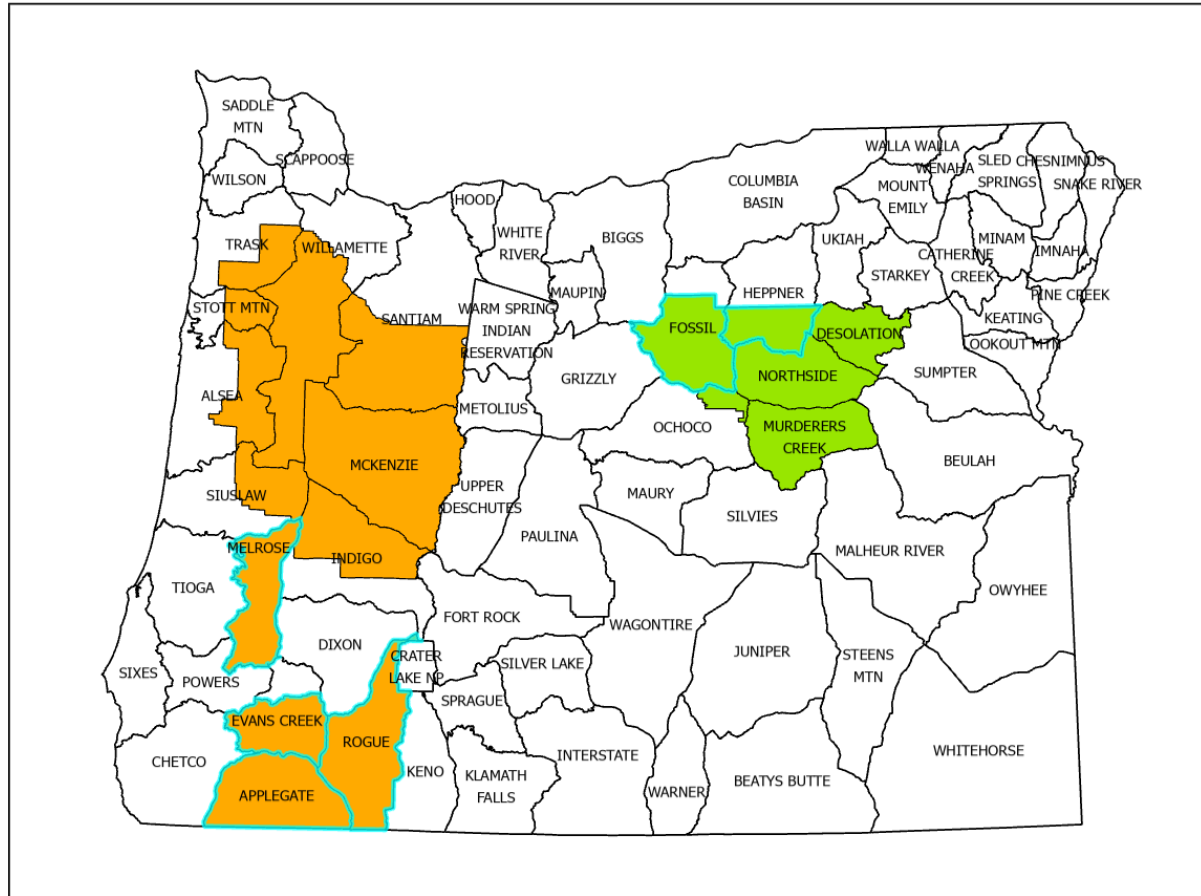 SADDLE
MTN
SCAPPOOSE
WILSON
WALLA WALLA
WENAHA
SLED
SPRINGS
CHESNIMNUS
SNAKE RIVER
HOOD
WHITE
RIVER
BIGGS
COLUMBIA
BASIN
MOUNT
EMILY
TRASK
WILLAMETTE
UKIAH
STARKEY
CATHERINE
CREEK
MINAM
IMNAHA
STOTT MTN
SANTIAM
WARM SPRING
INDIAN
RESERVATION
MAUPIN
HEPPNER
PINE CREEK
KEATING
OOKOUT MTN
FOSSIL
DESOLATION
GRIZZLY
NORTHSIDE
SUMPTER
ALSEA
METOLIUS
OCHOCO
MURDERERS
CREEK
MCKENZIE
BEULAH
SIUSLAW
UPPER
DESCHUTES
MAURY
SILVIES
MELROSE
INDIGO
PAULINA
MALHEUR RIVER
TIOGA
OWYHEE
FORT ROCK
WAGONTIRE
DIXON
CRATER
LAKE NP
SILVER LAKE
JUNIPER
STEENS
MTN
SIXES
POWERS
SPRAGUE
EVANS CREEK
ROGUE
WHITEHORSE
CHETCO
KENO
KLAMATH
FALLS
INTERSTATE
BEATYS BUTTE
APPLEGATE
WARNER